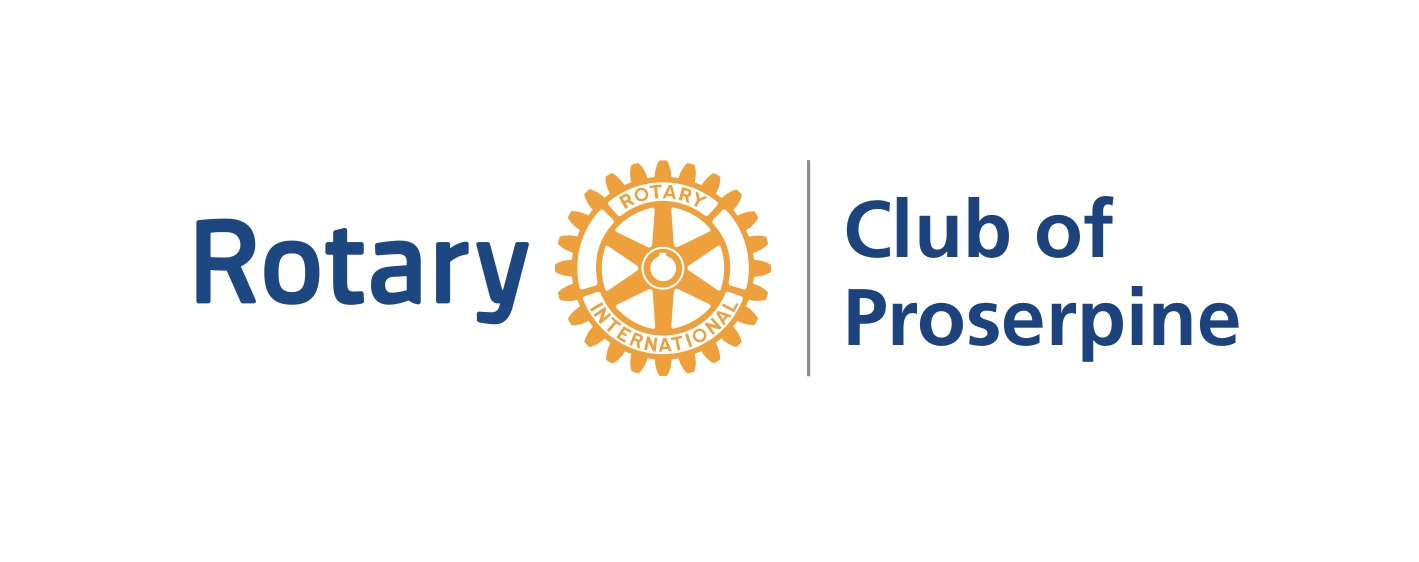 Rotary
ROTARY
INTERNATIONAL
Club of
Proserpine